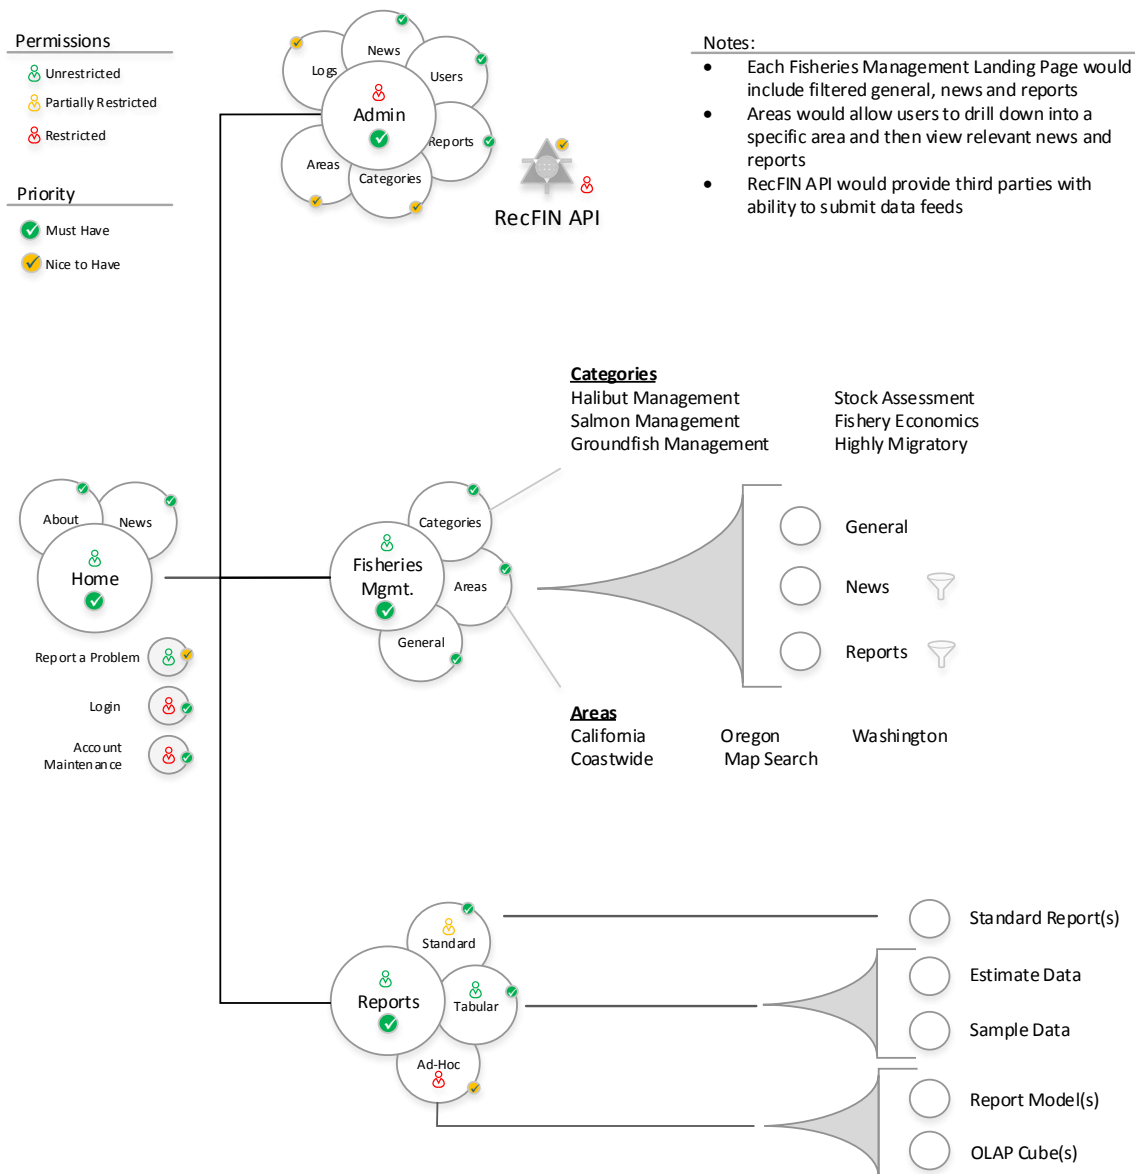 Permissions
Unrestricted
Partially Restricted
Restricted
Priority
Must Have
Nice to Have
News
Logs
Users
Admin
Reports
Areas
Categories
RecFIN API
Notes:
• Each Fisheries Management Landing Page would
include filtered general, news and reports
• Areas would allow users to drill down into a
specific area and then view relevant news and
reports
• RecFIN API would provide third parties with
ability to submit data feeds
Categories
Halibut Management Stock Assessment
Salmon Management Fishery Economics
Groundfish Management Highly Migratory
About
News
Home
Report a Problem
Login
Account
Maintenance
Categories
Fisheries
Mgmt.
Areas
General
General
News
Reports
Areas
California Oregon Washington
Coastwide Map Search
Standard
Reports
Tabular
Ad-Hoc
Standard Report(s)
Estimate Data
Sample Data
Report Model(s)
OLAP Cube(s)